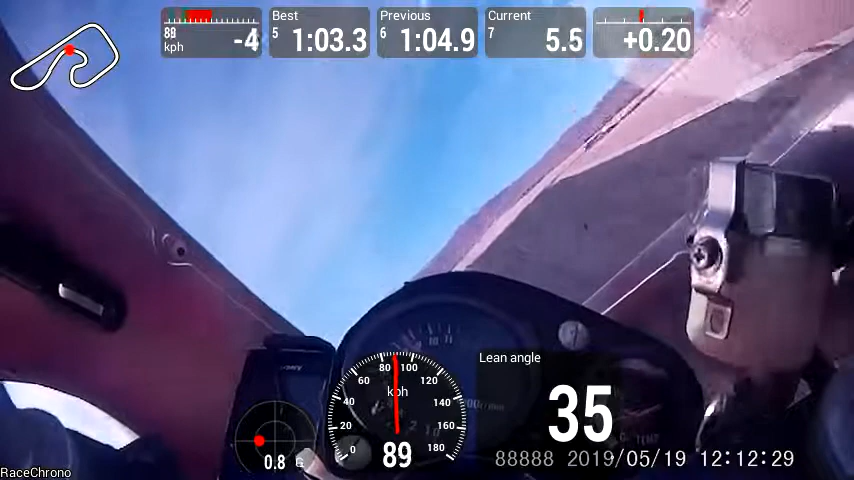 Best
Previous
Current
88
kph
-4
5
1:03.3
6
1:04.9
7
5.5
+0.20
Lean angle
35
0
20
40
60
80
100
120
140
160
180
kph
89
0.8 G
88888 2019/05/19 12:12:29
RaceChrono